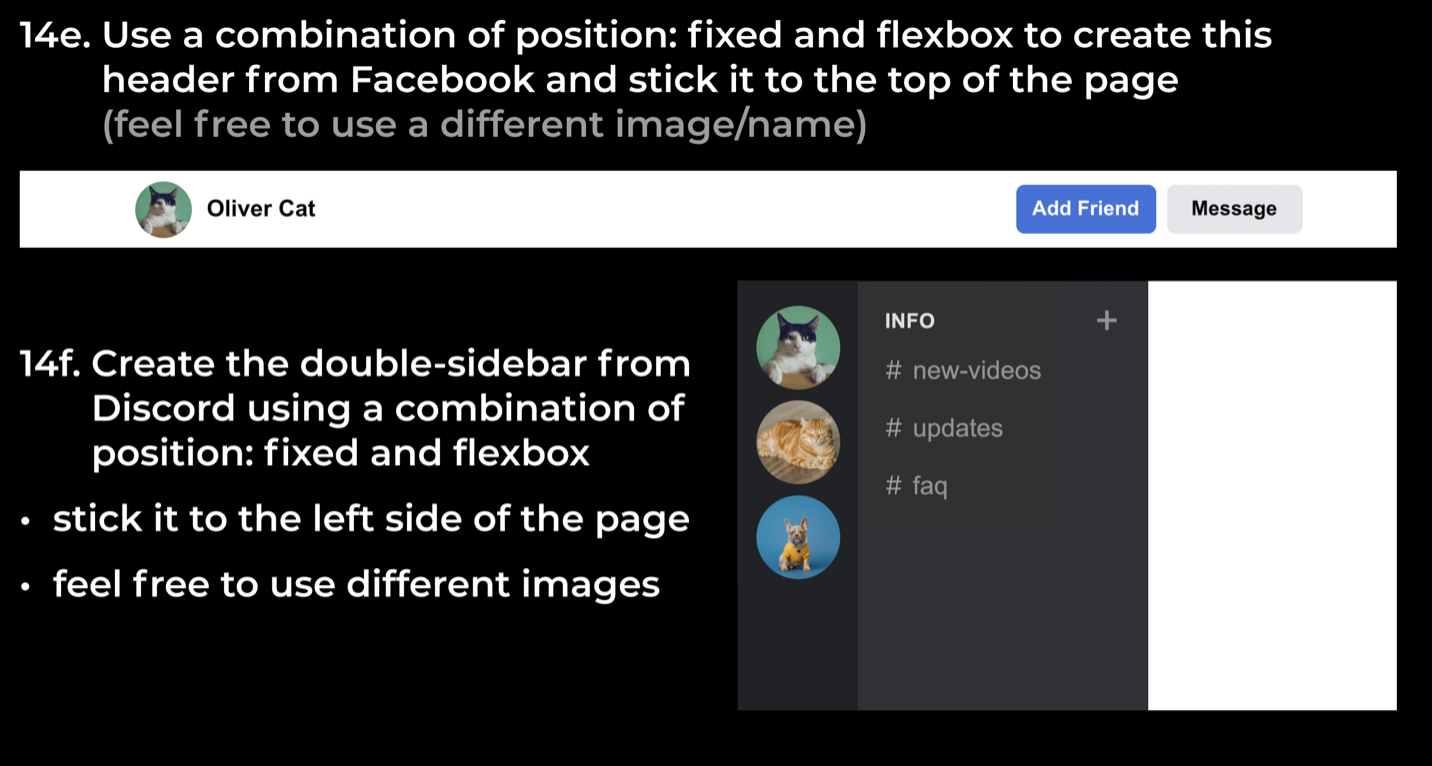 14e. Use a combination of position: fixed and flexbox to create this
header from Facebook and stick it to the top of the page
(feel free to use a different image/name)
Oliver Cat
Add Friend
Message
14f. Create the double-sidebar from
Discord using a combination of
position: fixed and flexbox
• stick it to the left side of the page
• feel free to use different images
INFO +
# new-videos
# updates
# faq